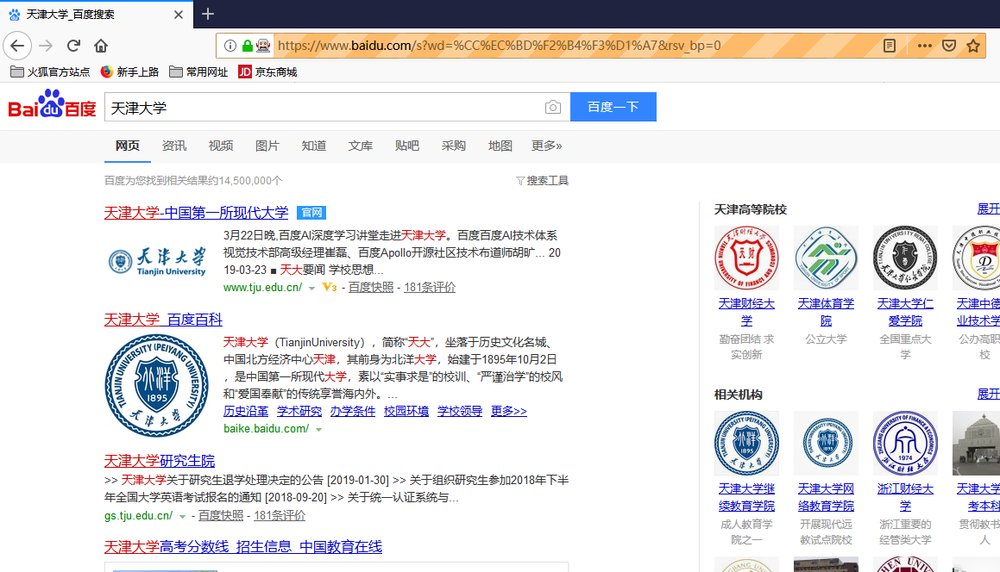 天津大学_百度搜索
https://www.baidu.com/s?wd=%CC%EC%BD%F2%B4%F3%D1%A7&rsv_bp=0
火狐官方站点 新手上路 常用网址 JD 京东商城
Bai du 百度 天津大学 百度一下
网页 资讯 视频 图片 知道 文库 贴吧 采购 地图 更多»
百度为您找到相关结果约14,500,000个 搜索工具
天津大学-中国第一所现代大学 官网
3月22日晚,百度AI深度学习讲堂走进天津大学。百度百度AI技术体系
视觉技术部高级经理崔磊、百度Apollo开源社区技术布道师胡旷... 20
19-03-23 ■ 天大要闻 学校思想...
天津大学
Tianjin University
www.tju.edu.cn/ V3 - 百度快照 - 181条评价
天津大学_百度百科
天津大学（TianjinUniversity），简称“天大”，坐落于历史文化名城、
中国北方经济中心天津，其前身为北洋大学，始建于1895年10月2日
，是中国第一所现代大学，素以“实事求是”的校训、“严谨治学”的校风
和“爱国奉献”的传统享誉海内外。...
历史沿革 学术研究 办学条件 校园环境 学校领导 更多>>
baike.baidu.com/
TIANJIN UNIVERSITY (PEIYANG UNIVERSITY)
北洋
1895
天津大学
天津大学研究生院
>> 天津大学关于研究生退学处理决定的公告 [2019-01-30] >> 关于组织研究生参加2018年下半
年全国大学英语考试报名的通知 [2018-09-20] >> 关于统一认证系统与...
gs.tju.edu.cn/ - 百度快照 - 181条评价
天津大学高考分数线_招生信息_中国教育在线
天津高等院校 展开
天津财经大
学
勤奋团结 求
实创新
天津体育学
院
公立大学
天津大学仁
爱学院
全国重点大
学
天津中德
业技术学
公办高职
校
相关机构 展开
天津大学继
续教育学院
成人教育学
院之一
天津大学网
络教育学院
开展现代远
教试点院校
浙江财经大
学
浙江重要的
经管类大学
天津大学
考本科
贯彻教书
人